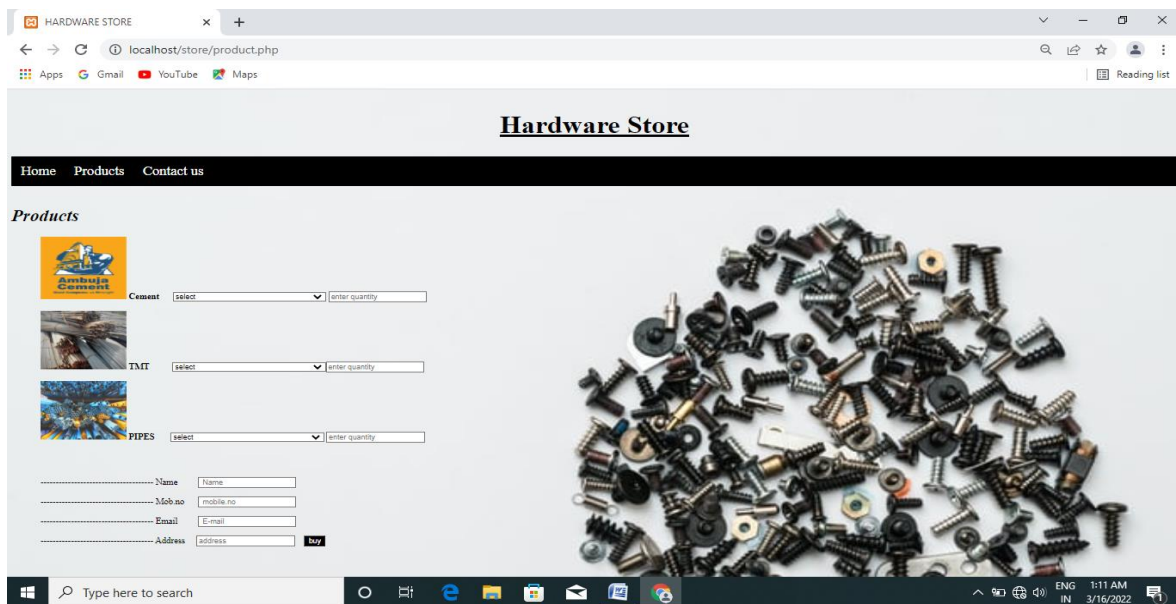 HARDWARE STORE
localhost/store/product.php
Apps Gmail YouTube Maps Reading list
Hardware Store
Home Products Contact us
Products
Ambuja
Cement
Cement select enter quantity
TMT select enter quantity
PIPES select enter quantity
--------------------------------------- Name Name
--------------------------------------- Mob.no mobile.no
--------------------------------------- Email E-mail
--------------------------------------- Address address buy
Type here to search ENG 1:11 AM
IN 3/16/2022